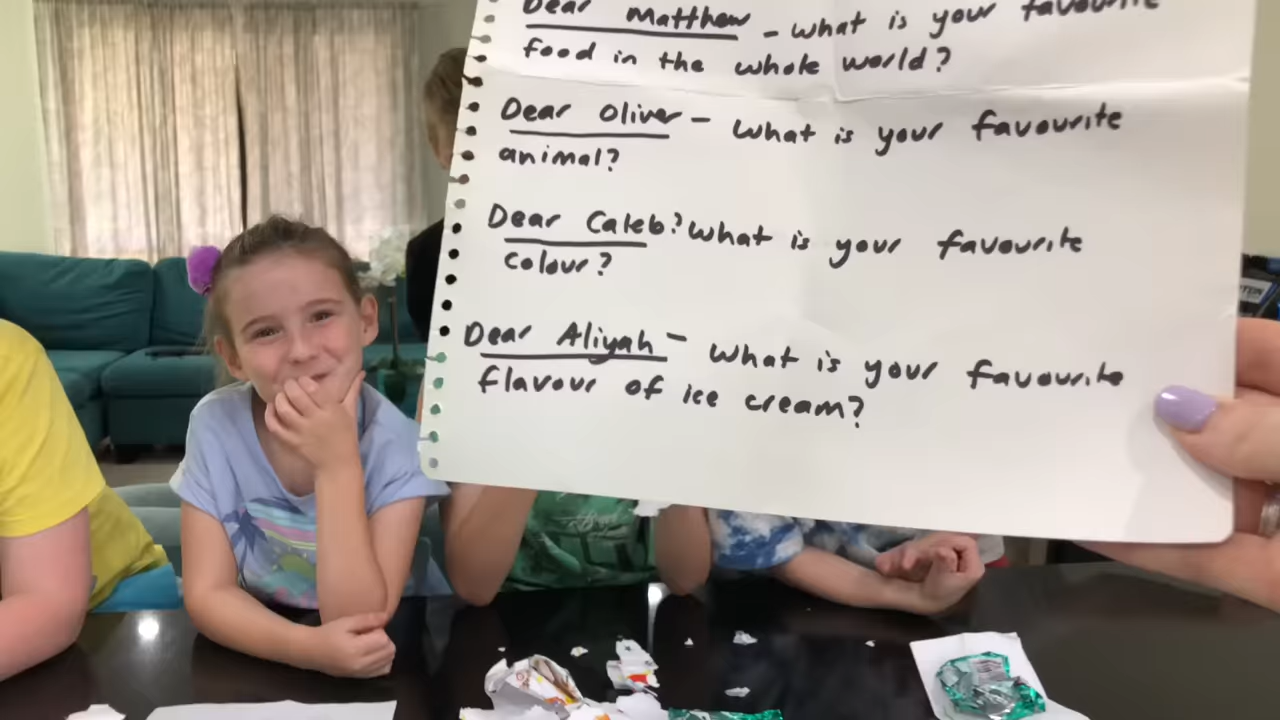 Dear Matthew - What is your favourite
food in the whole world?
Dear Oliver - What is your favourite
animal?
Dear Caleb? What is your favourite
colour?
Dear Aliyah - What is your favourite
flavour of ice cream?